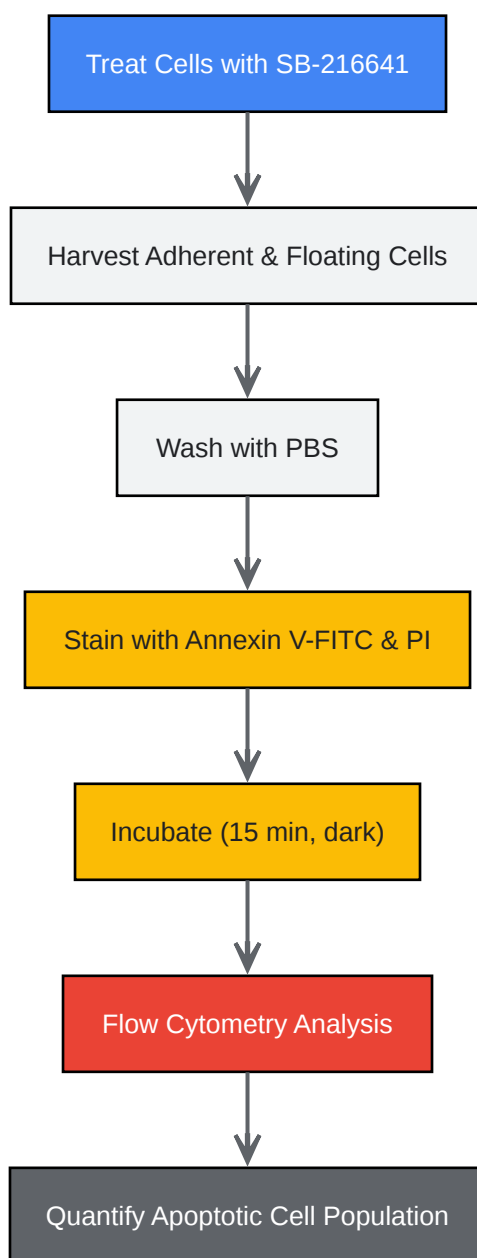 Treat Cells with SB-216641
Harvest Adherent & Floating Cells
Wash with PBS
Stain with Annexin V-FITC & PI
Incubate (15 min, dark)
Flow Cytometry Analysis
Quantify Apoptotic Cell Population